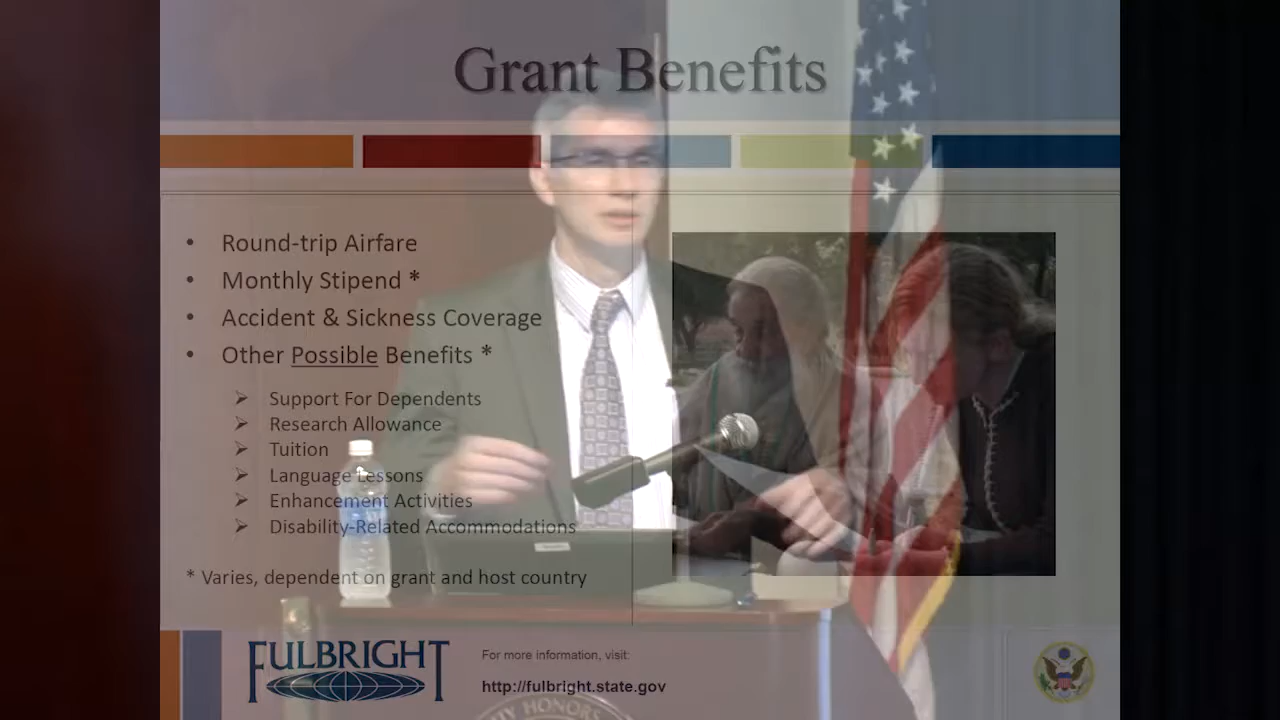 Grant Benefits
• Round-trip Airfare
• Monthly Stipend *
• Accident & Sickness Coverage
• Other Possible Benefits *
➢ Support For Dependents
➢ Research Allowance
➢ Tuition
➢ Language Lessons
➢ Enhancement Activities
➢ Disability-Related Accommodations
* Varies, dependent on grant and host country
FULBRIGHT
For more information, visit:
http://fulbright.state.gov
HONORS